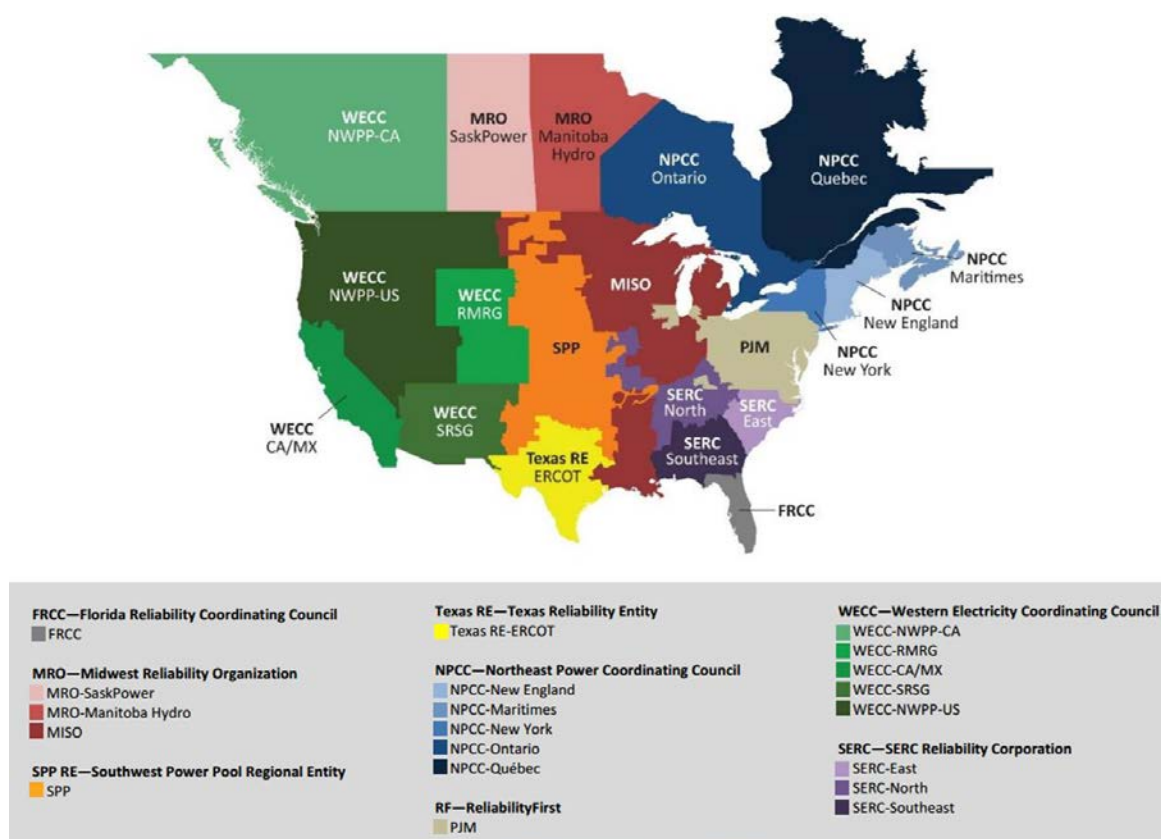 WECC
NWPP-CA
MRO
SaskPower
MRO
Manitoba
Hydro
NPCC
Ontario
NPCC
Quebec
WECC
NWPP-US
WECC
RMRG
MISO
NPCC
Maritimes
NPCC
New England
NPCC
New York
SPP
PJM
WECC
CA/MX
WECC
SRSG
SERC
North
SERC
East
SERC
Southeast
Texas RE
ERCOT
FRCC
FRCC—Florida Reliability Coordinating Council
FRCC
MRO—Midwest Reliability Organization
MRO-SaskPower
MRO-Manitoba Hydro
MISO
SPP RE—Southwest Power Pool Regional Entity
SPP
Texas RE—Texas Reliability Entity
Texas RE-ERCOT
NPCC—Northeast Power Coordinating Council
NPCC-New England
NPCC-Maritimes
NPCC-New York
NPCC-Ontario
NPCC-Québec
RF—ReliabilityFirst
PJM
WECC—Western Electricity Coordinating Council
WECC-NWPP-CA
WECC-RMRG
WECC-CA/MX
WECC-SRSG
WECC-NWPP-US
SERC—SERC Reliability Corporation
SERC-East
SERC-North
SERC-Southeast